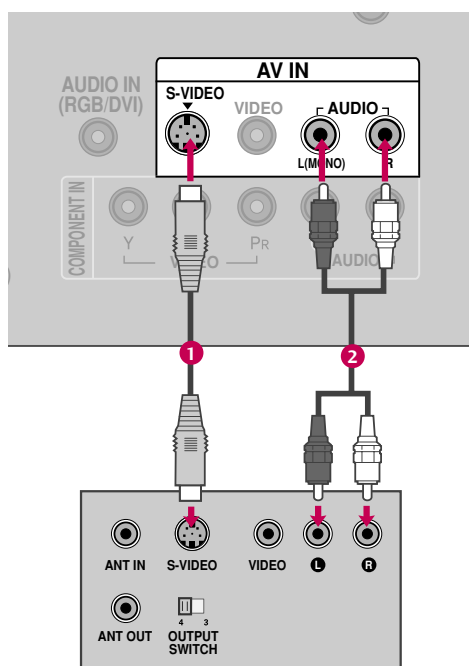 AV IN
AUDIO IN
(RGB/DVI)
S-VIDEO
VIDEO
AUDIO
L(MONO)
R
COMPONENT IN
Y
PR
VIDEO
AUDIO
1
2
ANT IN
S-VIDEO
VIDEO
L
R
ANT OUT
4 3
OUTPUT
SWITCH